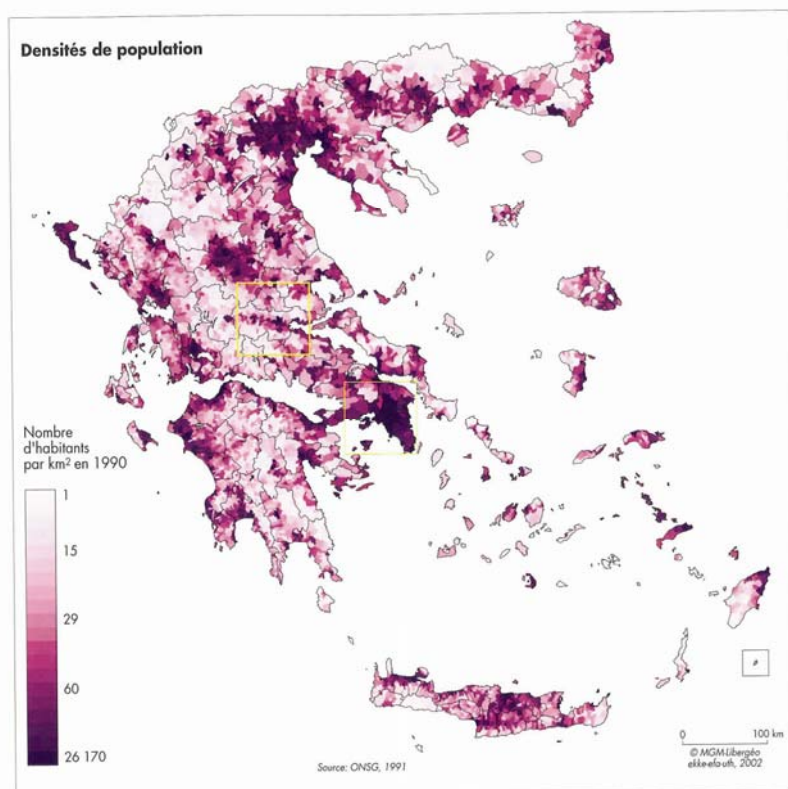 Densités de population
Nombre
d'habitants
par km² en 1990
1
15
29
60
26 170
Source: ONSG, 1991
0 100 km
© MGM-Libergéo
ekke-efa-uth, 2002